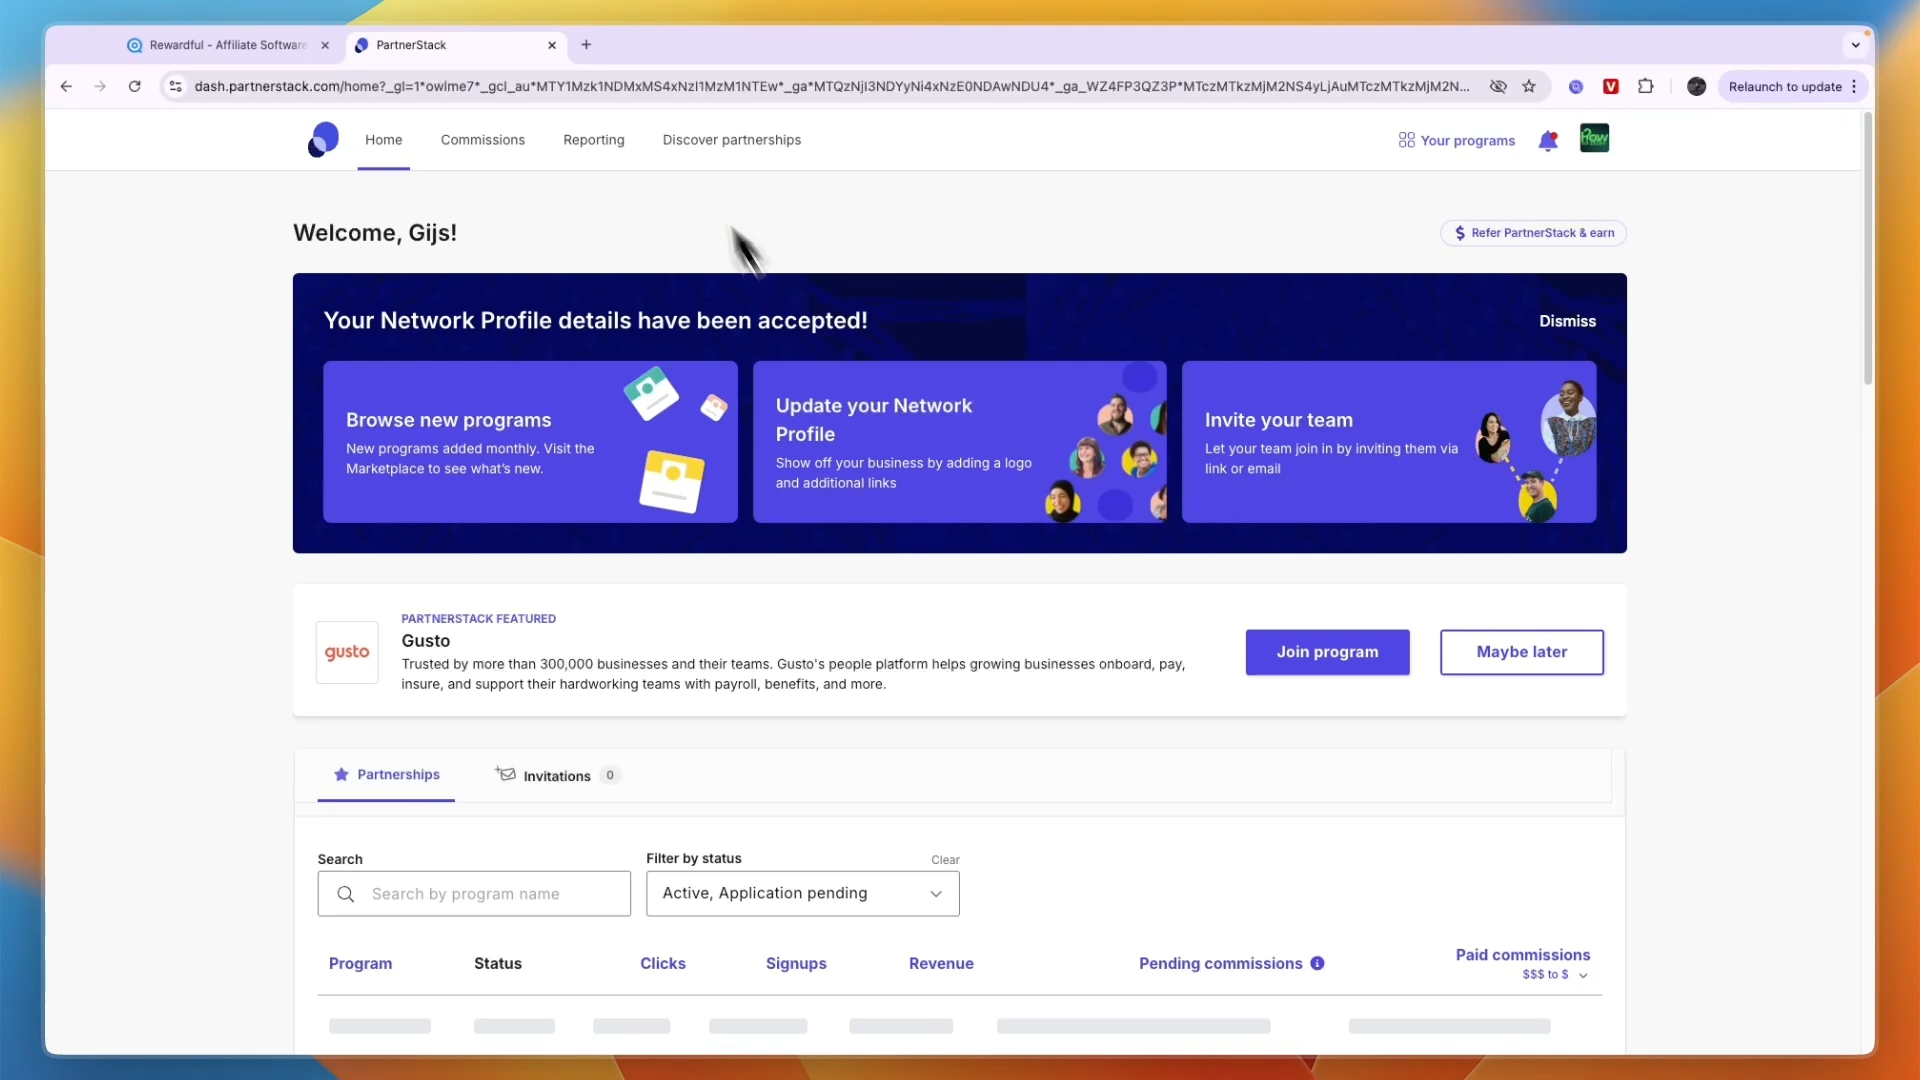 Rewardful - Affiliate Software
PartnerStack
dash.partnerstack.com/home?_gl=1*owlme7*_gcl_au*MTY1Mzk1NDMxMS4xNzI1MzM1NTEw*_ga*MTQzNjI3NDYyNi4xNzE0NDAwNDU4*_ga_WZ4FP3QZ3P*MTczMTkzMjM2NS4yLjAuMTczMTkzMjM2N...
Relaunch to update
Home
Commissions
Reporting
Discover partnerships
Your programs
How
Welcome, Gijs!
Refer PartnerStack & earn
Your Network Profile details have been accepted!
Dismiss
Browse new programs
New programs added monthly. Visit the
Marketplace to see what's new.
Update your Network
Profile
Show off your business by adding a logo
and additional links
Invite your team
Let your team join in by inviting them via
link or email
gusto
PARTNERSTACK FEATURED
Gusto
Trusted by more than 300,000 businesses and their teams. Gusto's people platform helps growing businesses onboard, pay,
insure, and support their hardworking teams with payroll, benefits, and more.
Join program
Maybe later
Partnerships
Invitations 0
Search
Search by program name
Filter by status
Clear
Active, Application pending
Program
Status
Clicks
Signups
Revenue
Pending commissions
Paid commissions
$$$ to $